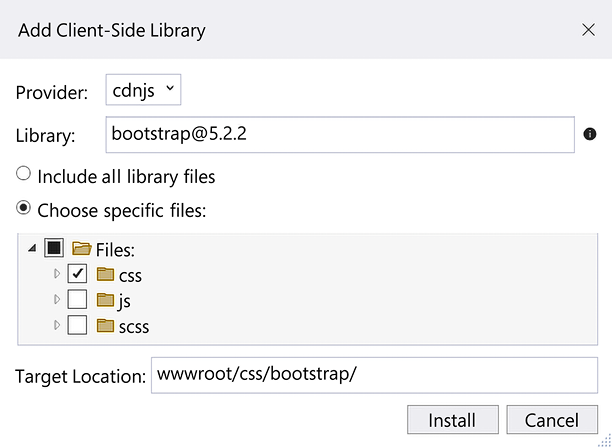 Add Client-Side Library
Provider: cdnjs
Library: bootstrap@5.2.2
Include all library files
Choose specific files:
Files:
css
js
scss
Target Location: wwwroot/css/bootstrap/
Install Cancel